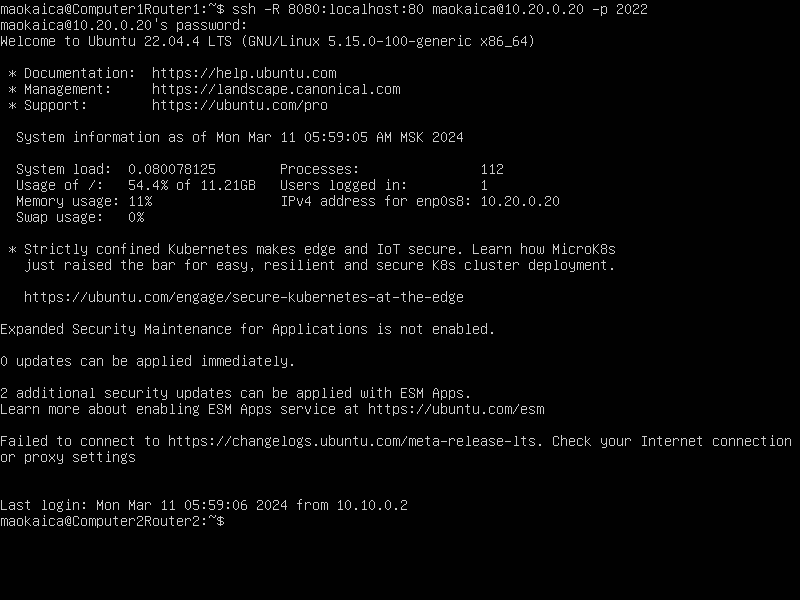 maokaica@Computer1Router1:~$ ssh -R 8080:localhost:80 maokaica@10.20.0.20 -p 2022
maokaica@10.20.0.20's password:
Welcome to Ubuntu 22.04.4 LTS (GNU/Linux 5.15.0-100-generic x86_64)

 * Documentation:  https://help.ubuntu.com
 * Management:     https://landscape.canonical.com
 * Support:        https://ubuntu.com/pro

  System information as of Mon Mar 11 05:59:05 AM MSK 2024

  System load:  0.080078125        Processes:               112
  Usage of /:   54.4% of 11.21GB   Users logged in:         1
  Memory usage: 11%                IPv4 address for enp0s8: 10.20.0.20
  Swap usage:   0%

 * Strictly confined Kubernetes makes edge and IoT secure. Learn how MicroK8s
   just raised the bar for easy, resilient and secure K8s cluster deployment.

   https://ubuntu.com/engage/secure-kubernetes-at-the-edge

Expanded Security Maintenance for Applications is not enabled.

0 updates can be applied immediately.

2 additional security updates can be applied with ESM Apps.
Learn more about enabling ESM Apps service at https://ubuntu.com/esm

Failed to connect to https://changelogs.ubuntu.com/meta-release-lts. Check your Internet connection
or proxy settings

Last login: Mon Mar 11 05:59:06 2024 from 10.10.0.2
maokaica@Computer2Router2:~$